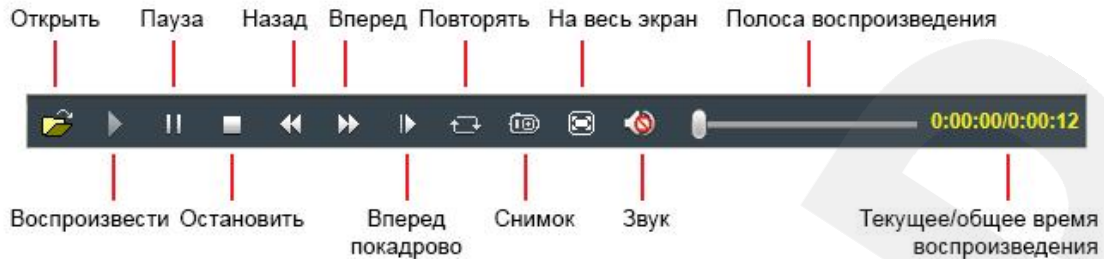 Открыть Пауза Назад Вперед Повторять На весь экран Полоса воспроизведения
0:00:00/0:00:12
Воспроизвести Остановить Вперед Снимок Звук Текущее/общее время
покадрово воспроизведения